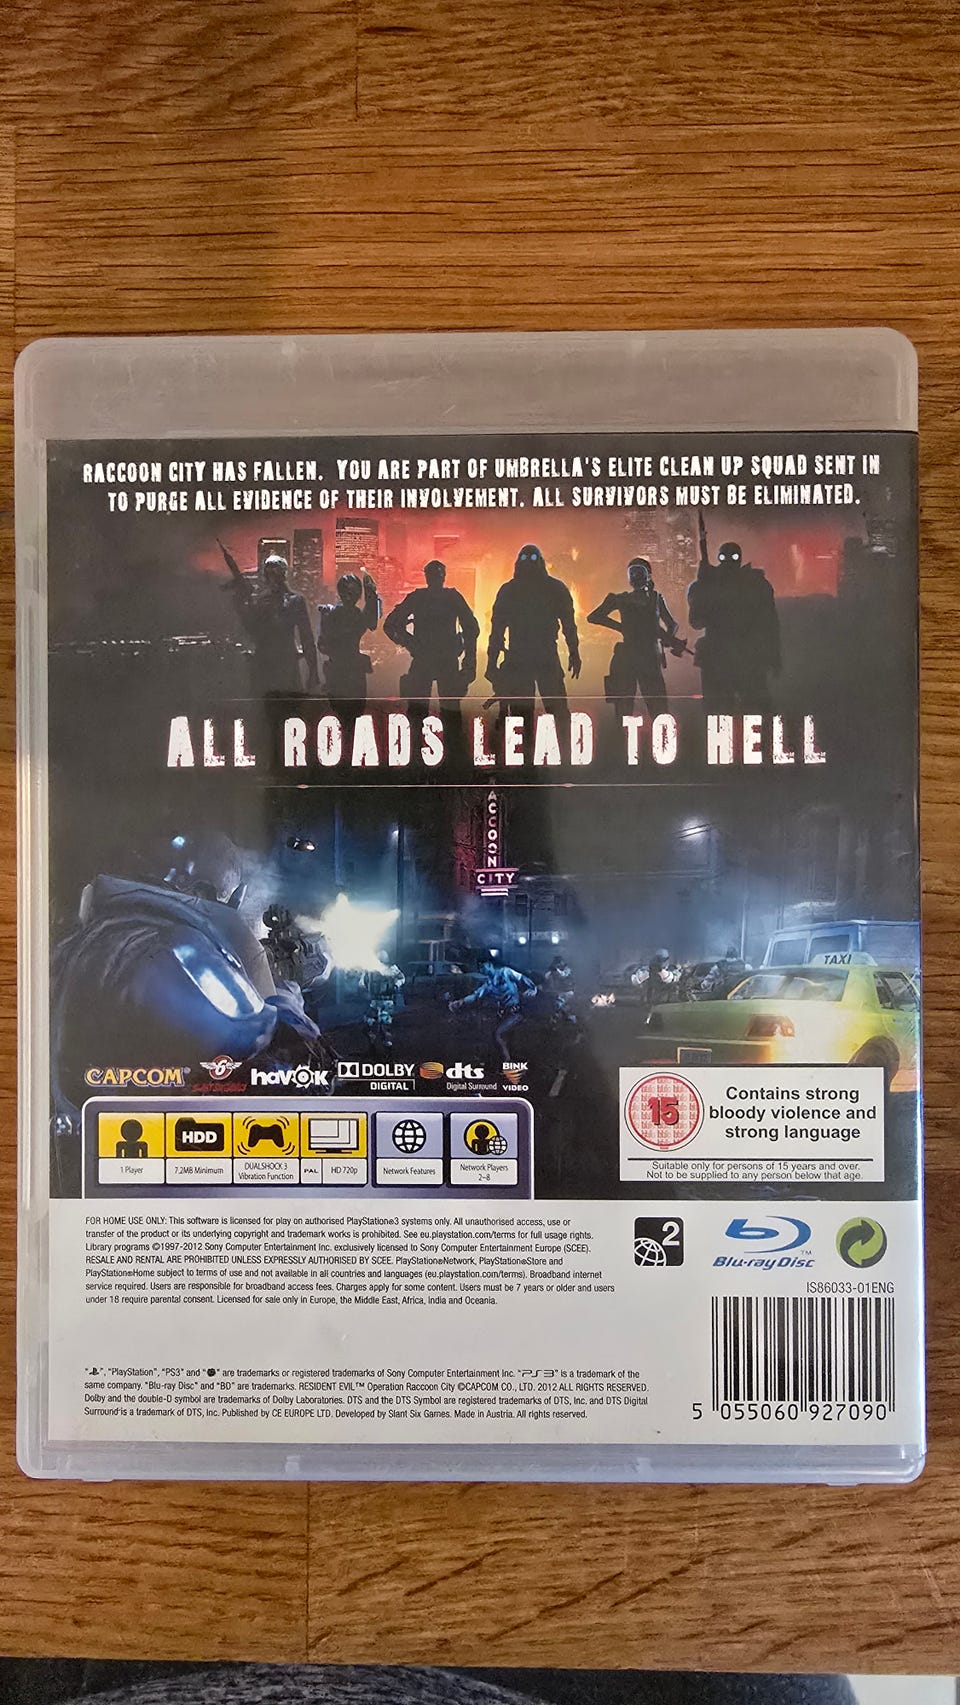 RACCOON CITY HAS FALLEN. YOU ARE PART OF UMBRELLA'S ELITE CLEAN UP SQUAD SENT IN
TO PURGE ALL EVIDENCE OF THEIR INVOLVEMENT. ALL SURVIVORS MUST BE ELIMINATED.
ALL ROADS LEAD TO HELL
RACCOON
CITY
TAXI
CAPCOM
6
havok
DOLBY
DIGITAL
dts
Digital Surround
BINK
VIDEO
15
Contains strong
bloody violence and
strong language
Suitable only for persons of 15 years and over.
Not to be supplied to any person below that age.
HDD
1 Player
7.2MB Minimum
DUALSHOCK 3
Vibration Function
PAL
HD 720p
Network Features
Network Players
2-8
FOR HOME USE ONLY: This software is licensed for play on authorised PlayStation®3 systems only. All unauthorised access, use or
transfer of the product or its underlying copyright and trademark works is prohibited. See eu.playstation.com/terms for full usage rights.
Library programs ©1997-2012 Sony Computer Entertainment Inc. exclusively licensed to Sony Computer Entertainment Europe (SCEE).
RESALE AND RENTAL ARE PROHIBITED UNLESS EXPRESSLY AUTHORISED BY SCEE. PlayStation®Network, PlayStation®Store and
PlayStation®Home subject to terms of use and not available in all countries and languages (eu.playstation.com/terms). Broadband internet
service required. Users are responsible for broadband access fees. Charges apply for some content. Users must be 7 years or older and users
under 18 require parental consent. Licensed for sale only in Europe, the Middle East, Africa, India and Oceania.
2
Blu-ray Disc
TM
IS86033-01ENG
" ", "PlayStation", "PS3" and " " are trademarks or registered trademarks of Sony Computer Entertainment Inc. "PS3" is a trademark of the
same company. "Blu-ray Disc" and "BD" are trademarks. RESIDENT EVIL™ Operation Raccoon City ©CAPCOM CO., LTD. 2012 ALL RIGHTS RESERVED.
Dolby and the double-D symbol are trademarks of Dolby Laboratories. DTS and the DTS Symbol are registered trademarks of DTS, Inc. and DTS Digital
Surround is a trademark of DTS, Inc. Published by CE EUROPE LTD. Developed by Slant Six Games. Made in Austria. All rights reserved.
5 055060 927090